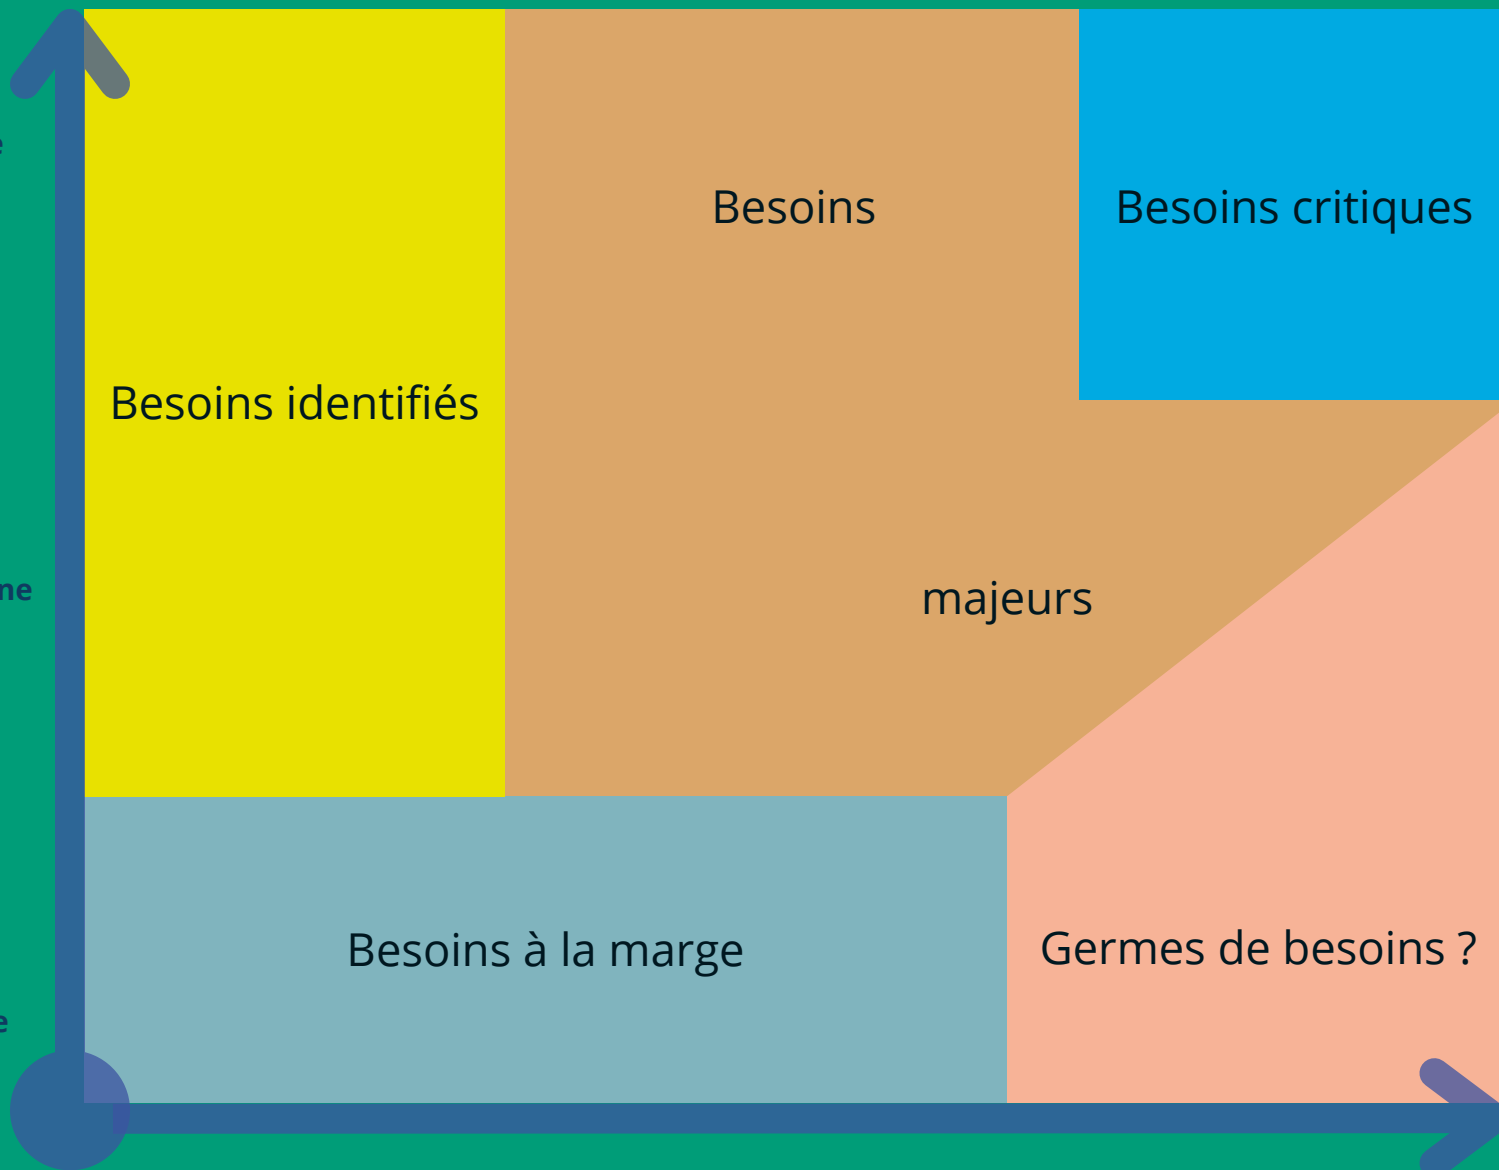 Besoins
Besoins critiques
Besoins identifiés
majeurs
Besoins à la marge
Germes de besoins ?